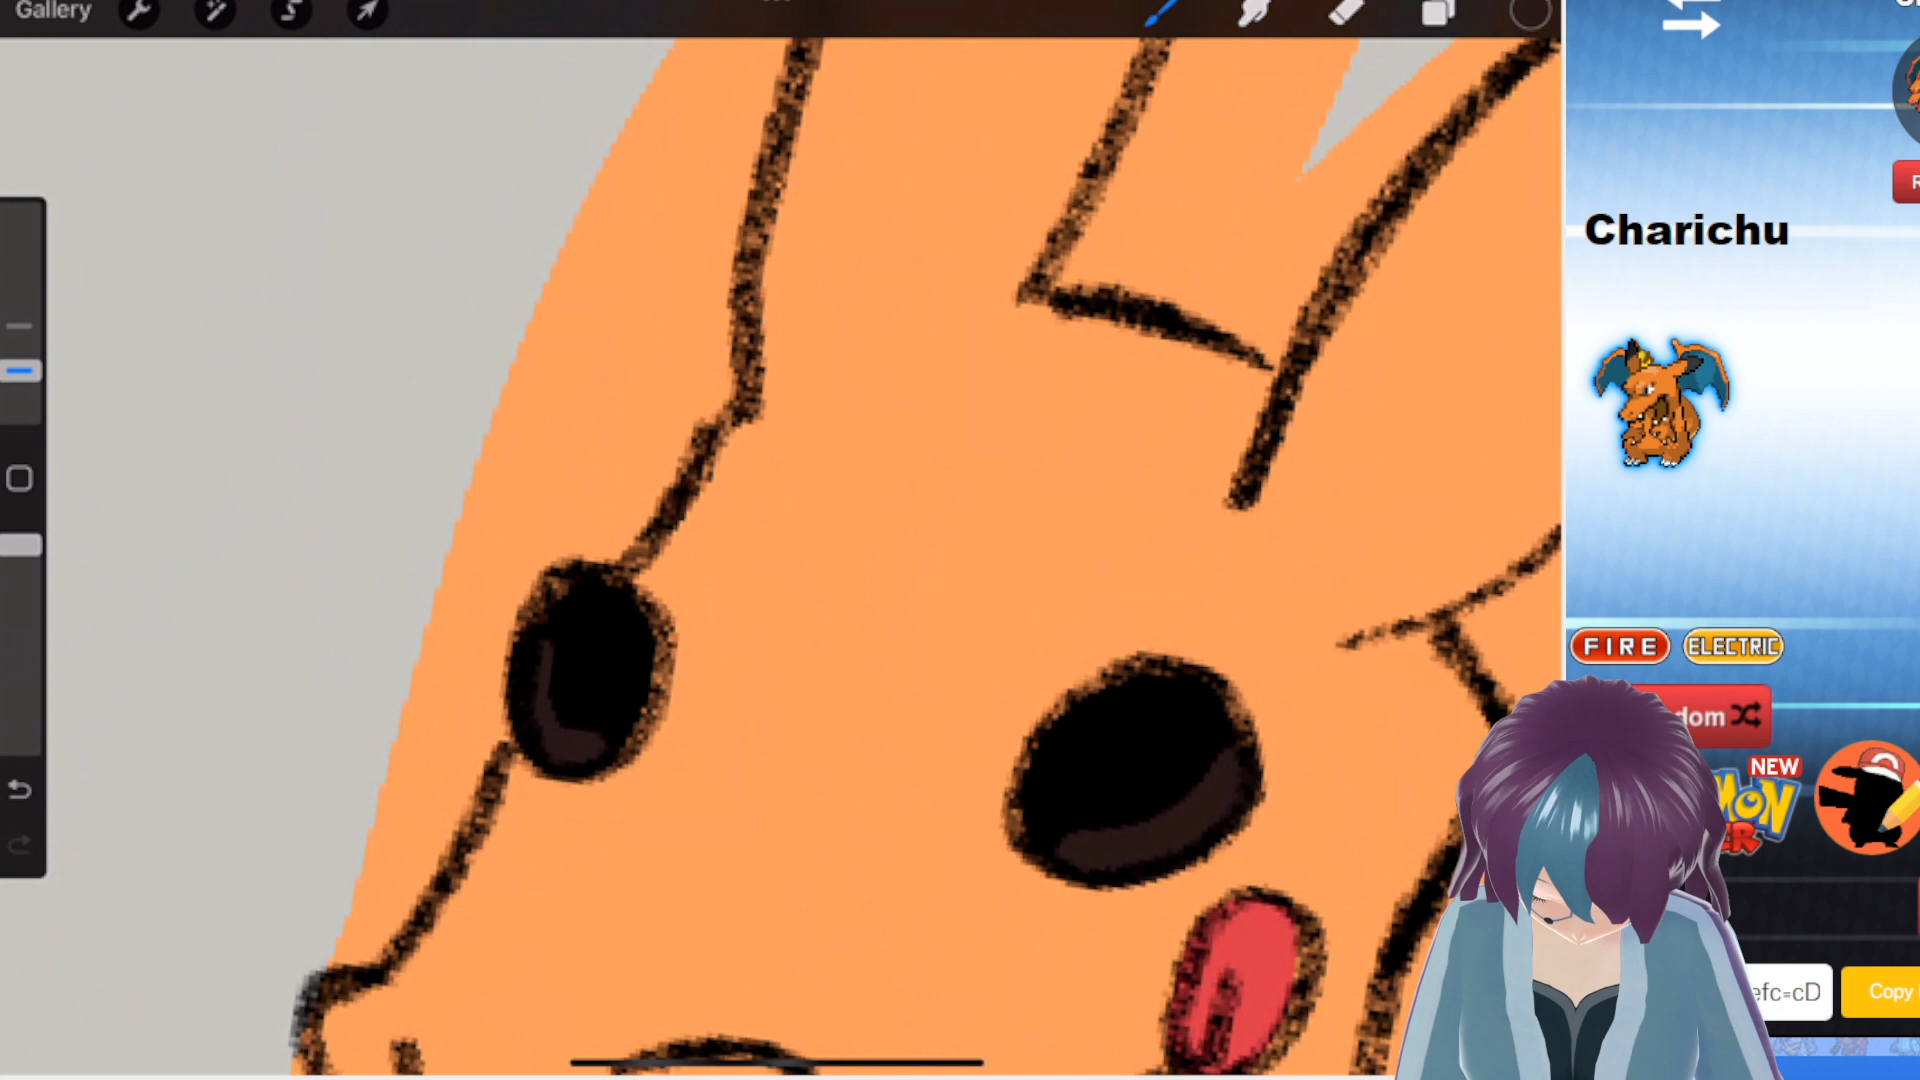 Gallery
Charichu
FIRE
ELECTRIC
dom
NEW
efc=cD
Copy